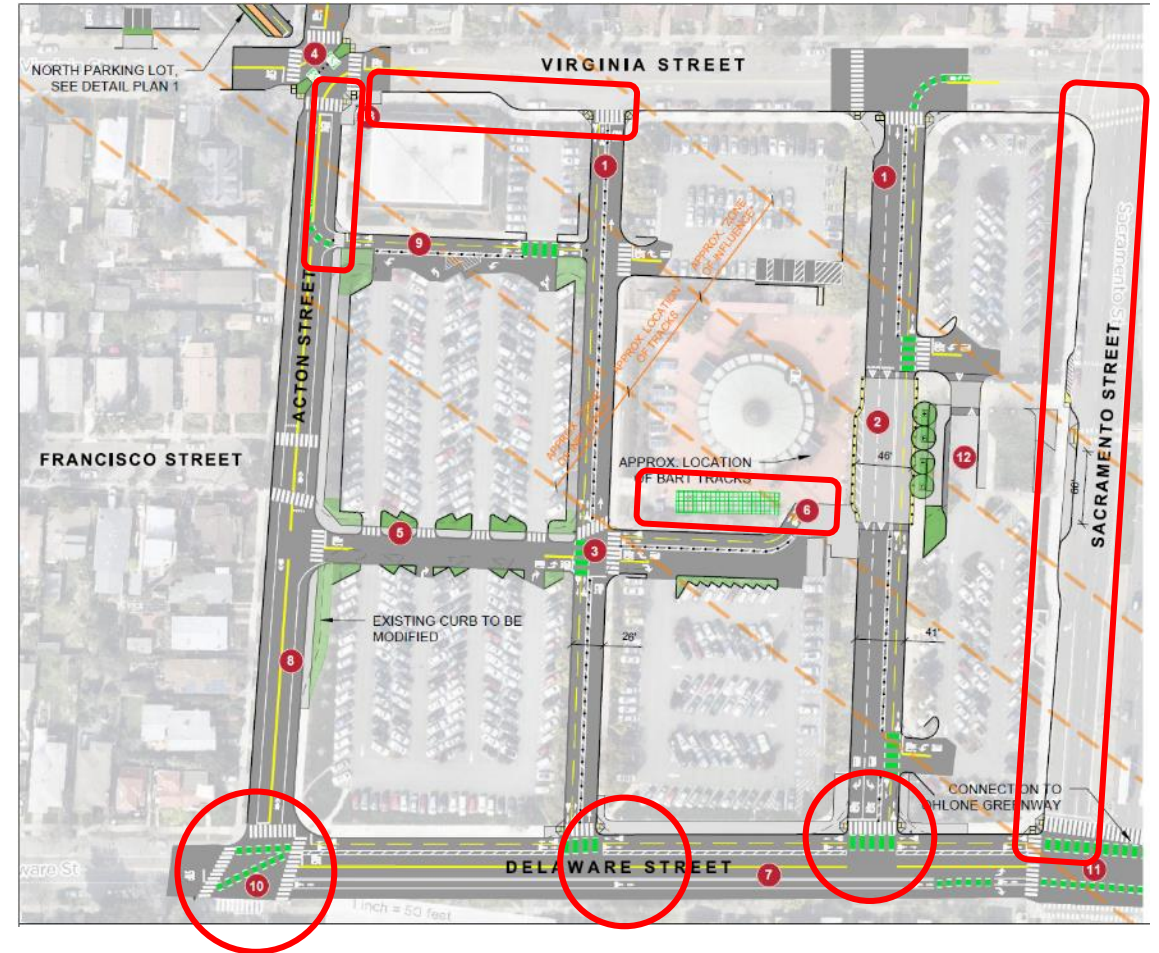 4
NORTH PARKING LOT,
SEE DETAIL PLAN 1
VIRGINIA STREET
1
1
9
APPROX. "ZONE
OF INFLUENCE"
APPROX. LOCATION
OF TRACKS
Sacramento St
ACTON STREET
SACRAMENTO STREET
2
46'
12
FRANCISCO STREET
APPROX. LOCATION
OF BART TRACKS
66'
6
5
3
EXISTING CURB TO BE
MODIFIED
26'
41'
8
CONNECTION TO
OHLONE GREENWAY
ware St
DELAWARE STREET
10
7
11
1 inch = 50 feet